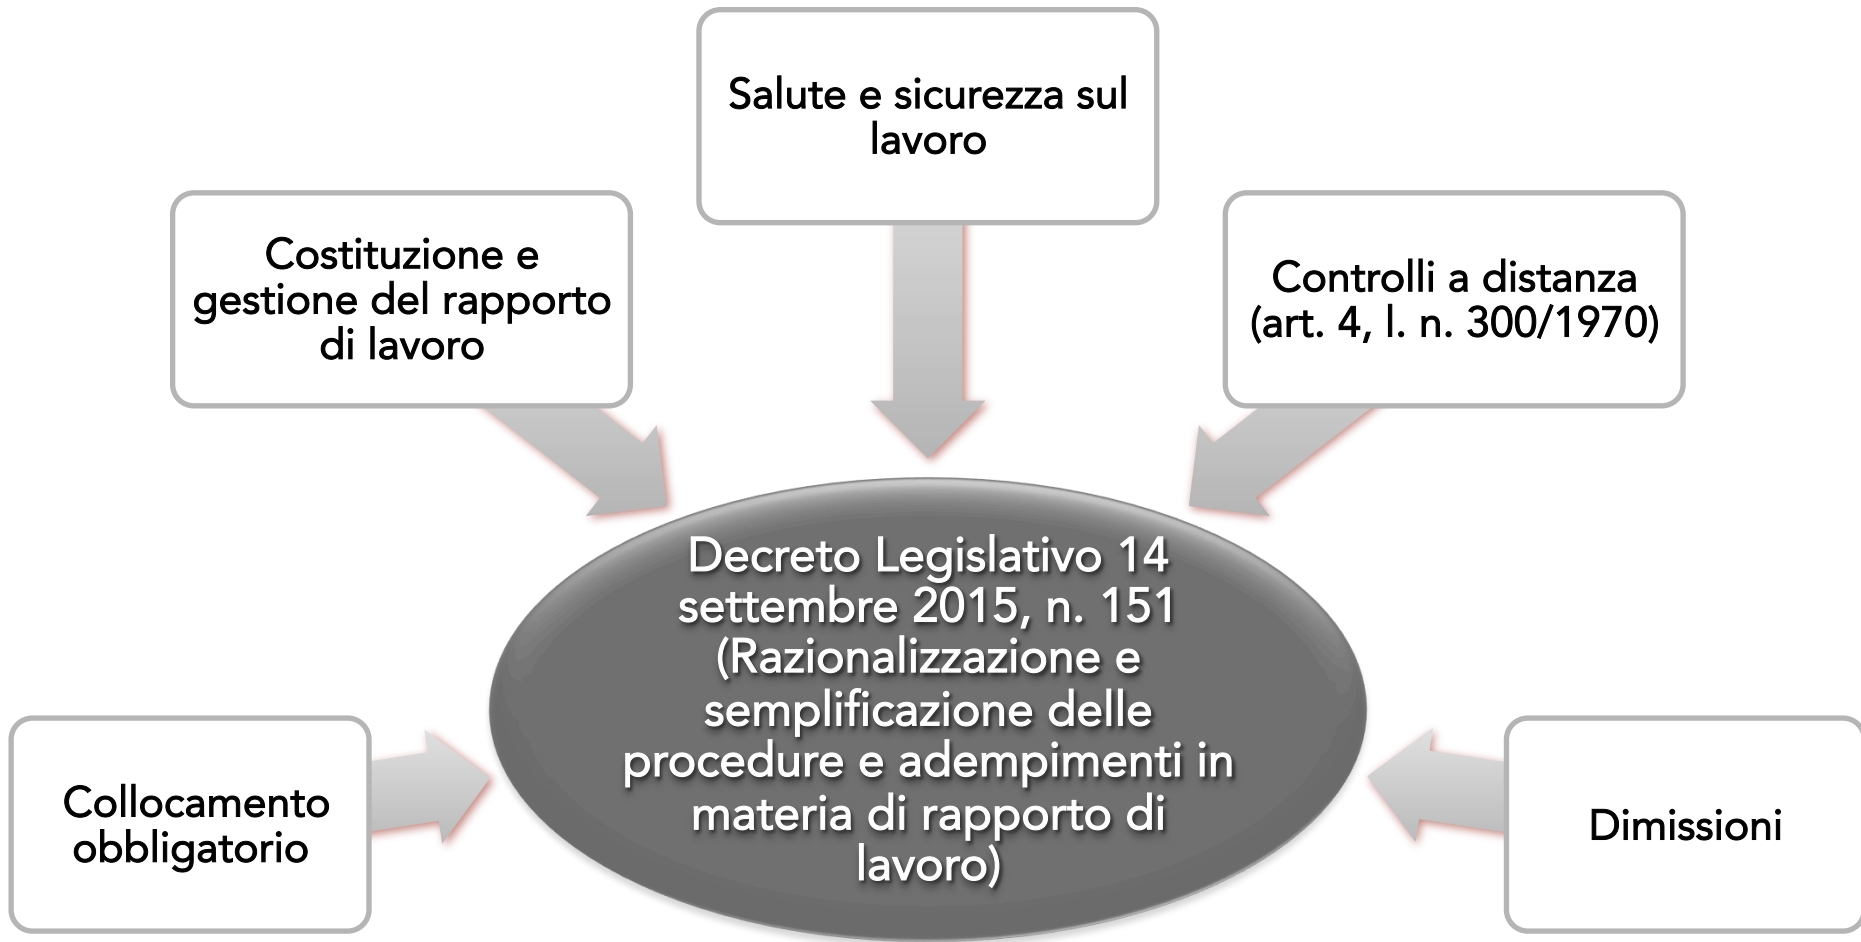 Salute e sicurezza sul
lavoro
Costituzione e
gestione del rapporto
di lavoro
Controlli a distanza
(art. 4, l. n. 300/1970)
Decreto Legislativo 14
settembre 2015, n. 151
(Razionalizzazione e
semplificazione delle
procedure e adempimenti in
materia di rapporto di
lavoro)
Collocamento
obbligatorio
Dimissioni